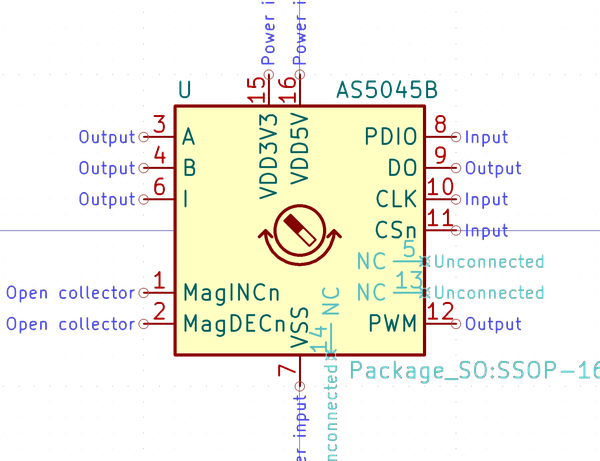 Power i
Power i
15
16
U
AS5045B
VDD3V3
VDD5V
Output 3 A
Output 4 B
Output 6 I
PDIO 8 Input
DO 9 Output
CLK 10 Input
CSn 11 Input
NC 5 Unconnected
NC 13 Unconnected
Open collector 1 MagINCn
Open collector 2 MagDECn
PWM 12 Output
VSS
7
er input
NC
14
nconnected
Package_SO:SSOP-16